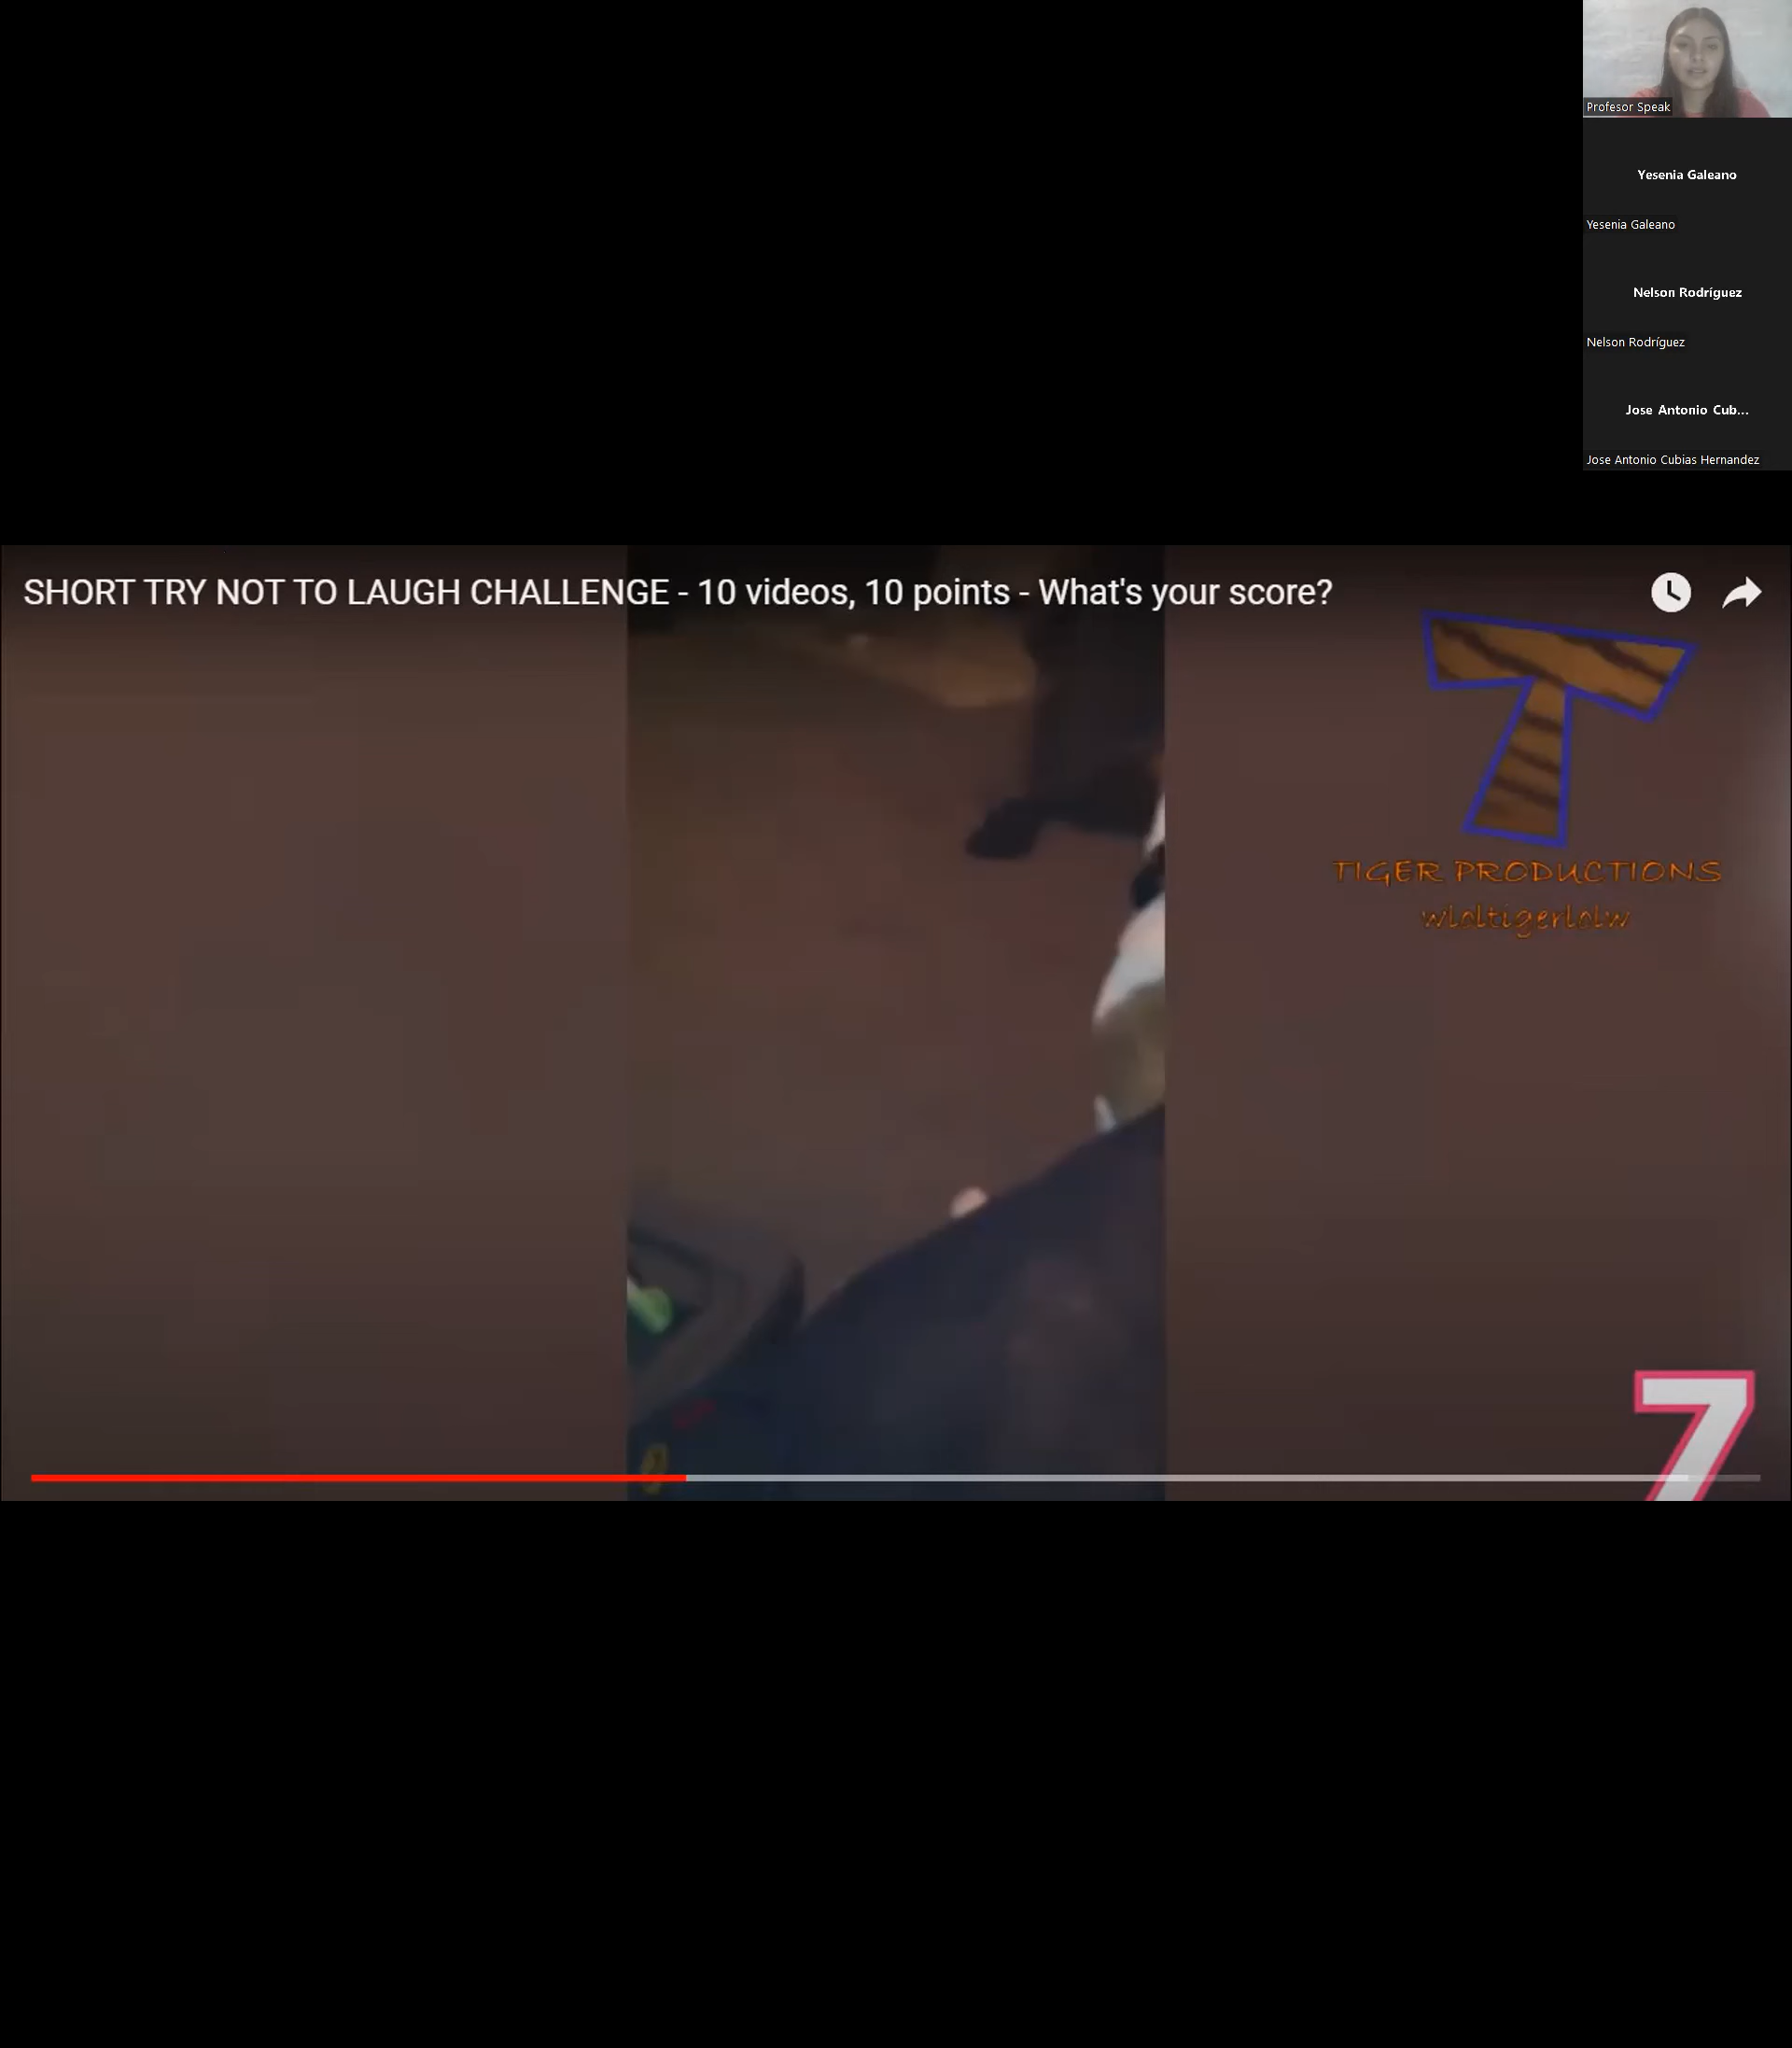 Profesor Speak
Yesenia Galeano
Yesenia Galeano
Nelson Rodríguez
Nelson Rodríguez
Jose Antonio Cub...
Jose Antonio Cubias Hernandez
SHORT TRY NOT TO LAUGH CHALLENGE - 10 videos, 10 points - What's your score?
T
TIGER PRODUCTIONS
wloltigerlolw
7